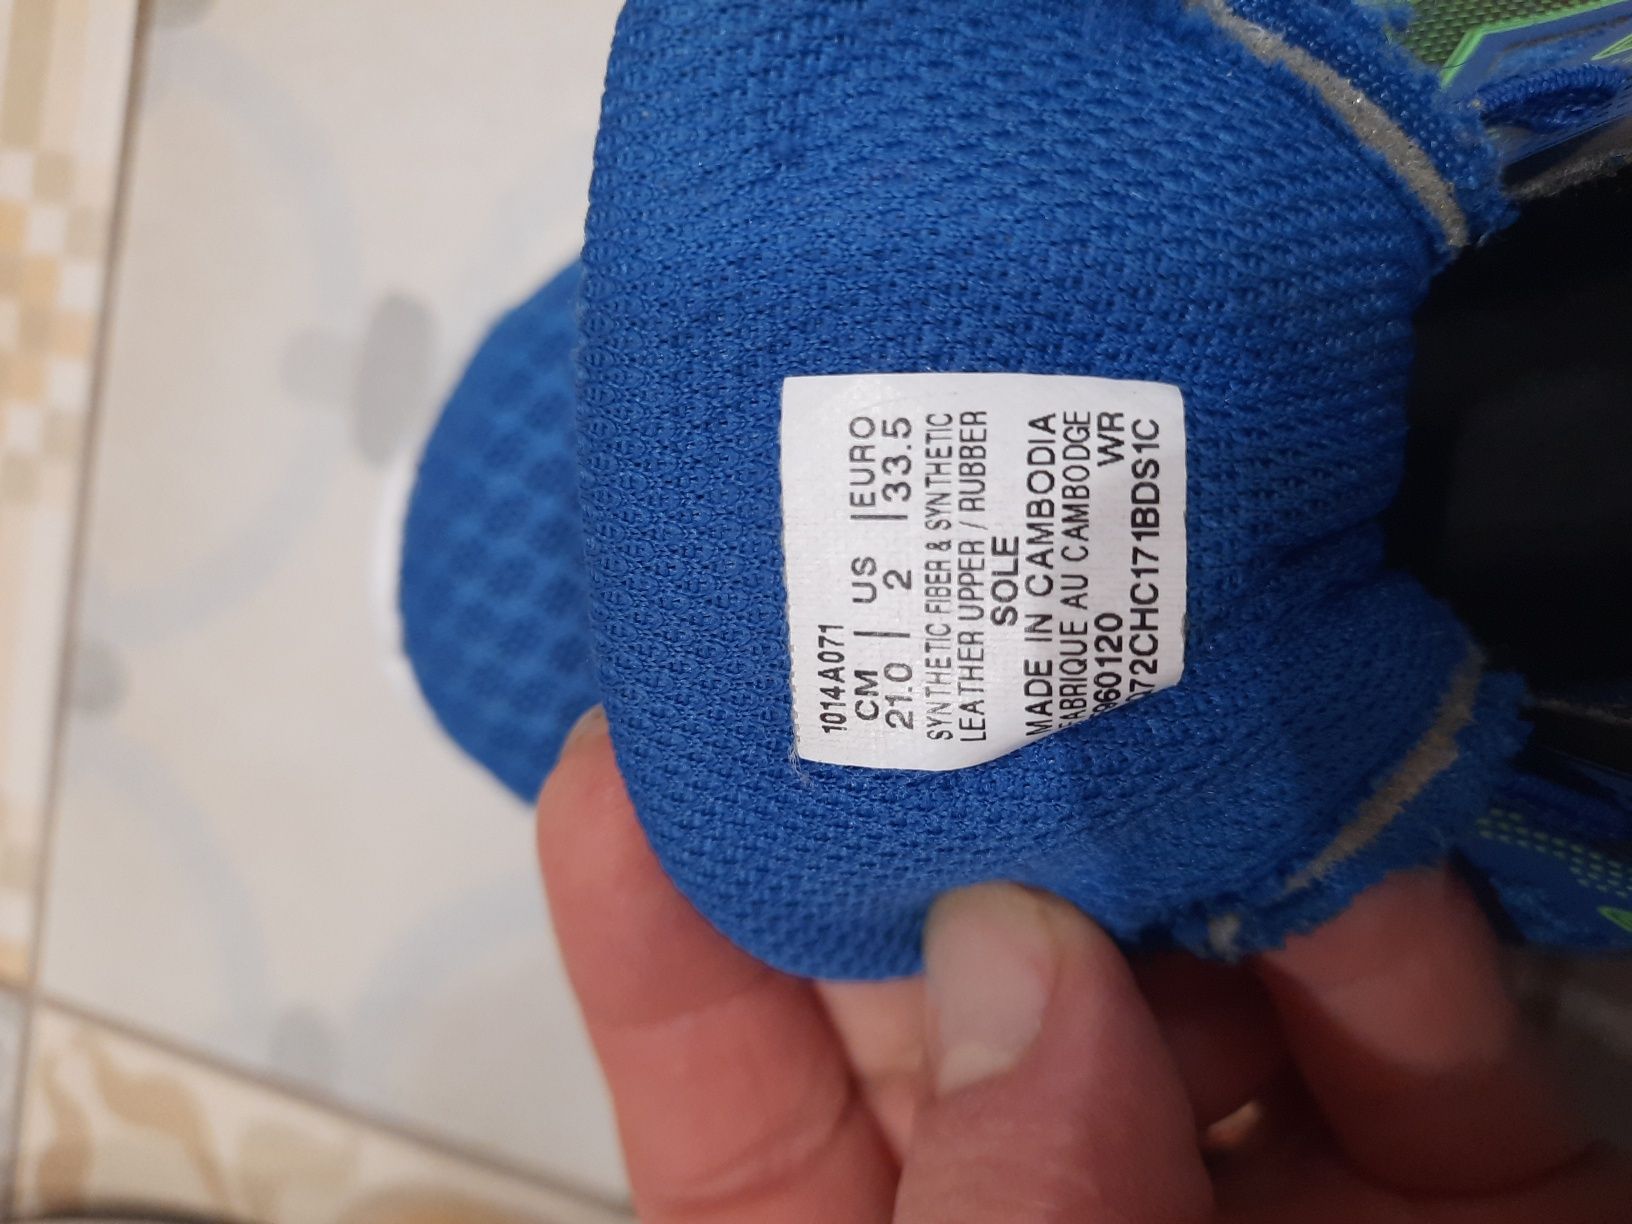 1014A071
CM | US | EURO
21.0 | 2 | 33.5
SYNTHETIC FIBER & SYNTHETIC
LEATHER UPPER / RUBBER
SOLE
MADE IN CAMBODIA
FABRIQUE AU CAMBODGE
9601120 WR
72CHC171BDS1C